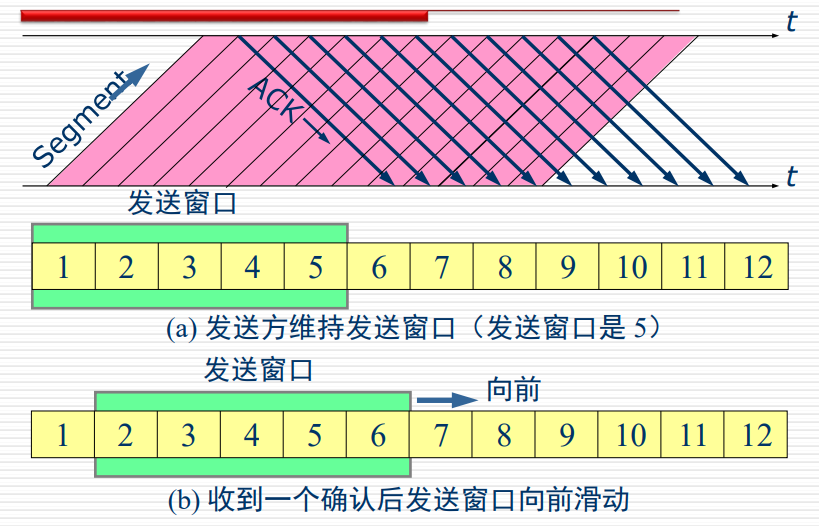 t
Segment
ACK
t
发送窗口
1 2 3 4 5 6 7 8 9 10 11 12
(a) 发送方维持发送窗口（发送窗口是 5）
发送窗口
向前
1 2 3 4 5 6 7 8 9 10 11 12
(b) 收到一个确认后发送窗口向前滑动